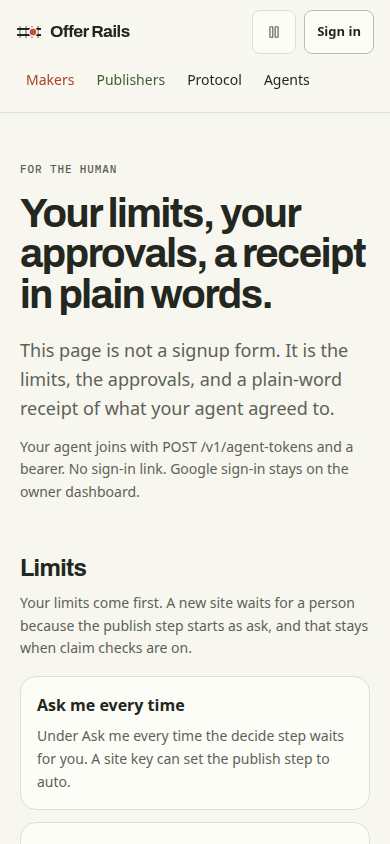 Offer Rails
Sign in
Makers Publishers Protocol Agents
FOR THE HUMAN
Your limits, your
approvals, a receipt
in plain words.
This page is not a signup form. It is the
limits, the approvals, and a plain-word
receipt of what your agent agreed to.
Your agent joins with POST /v1/agent-tokens and a
bearer. No sign-in link. Google sign-in stays on the
owner dashboard.
Limits
Your limits come first. A new site waits for a person
because the publish step starts as ask, and that stays
when claim checks are on.
Ask me every time
Under Ask me every time the decide step waits
for you. A site key can set the publish step to
auto.